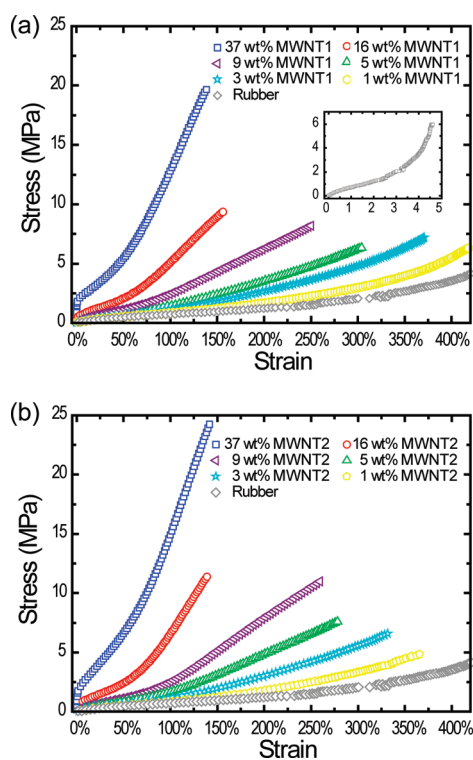 (a)
25
20
15
10
5
0
Stress (MPa)
37 wt% MWNT1 16 wt% MWNT1
9 wt% MWNT1 5 wt% MWNT1
3 wt% MWNT1 1 wt% MWNT1
Rubber
6
4
2
0
0 1 2 3 4 5
0% 50% 100% 150% 200% 250% 300% 350% 400%
Strain
(b)
25
20
15
10
5
0
Stress (MPa)
37 wt% MWNT2 16 wt% MWNT2
9 wt% MWNT2 5 wt% MWNT2
3 wt% MWNT2 1 wt% MWNT2
Rubber
0% 50% 100% 150% 200% 250% 300% 350% 400%
Strain